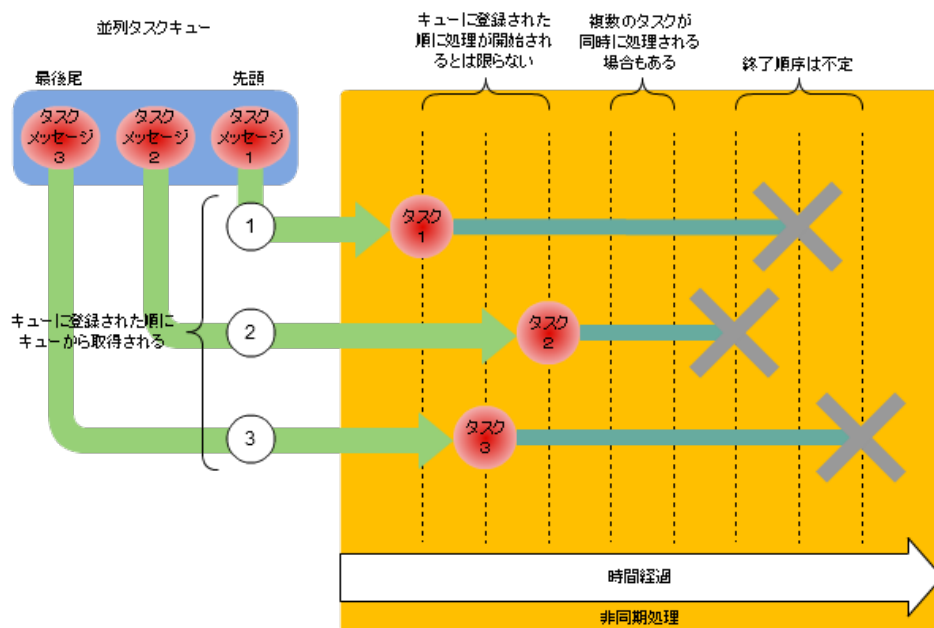 並列タスクキュー
キューに登録された
順に処理が開始され
るとは限らない
複数のタスクが
同時に処理される
場合もある
終了順序は不定
最後尾
先頭
タスク
メッセージ
3
タスク
メッセージ
2
タスク
メッセージ
1
1
タスク
1
キューに登録された順に
キューから取得される
2
タスク
2
3
タスク
3
時間経過
非同期処理